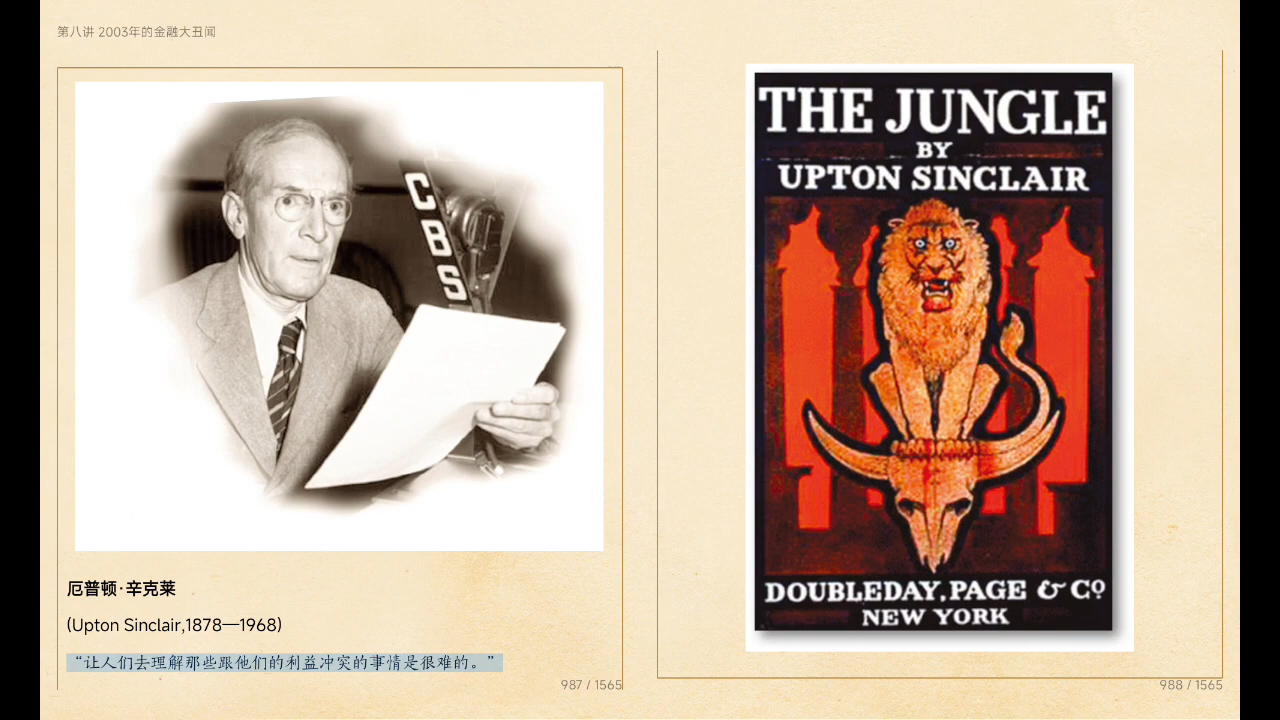 第八讲 2003年的金融大丑闻
CBS
厄普顿·辛克莱
(Upton Sinclair,1878—1968)
“让人们去理解那些跟他们的利益冲突的事情是很难的。”
987 / 1565
THE JUNGLE
BY
UPTON SINCLAIR
DOUBLEDAY, PAGE & Cº
NEW YORK
988 / 1565